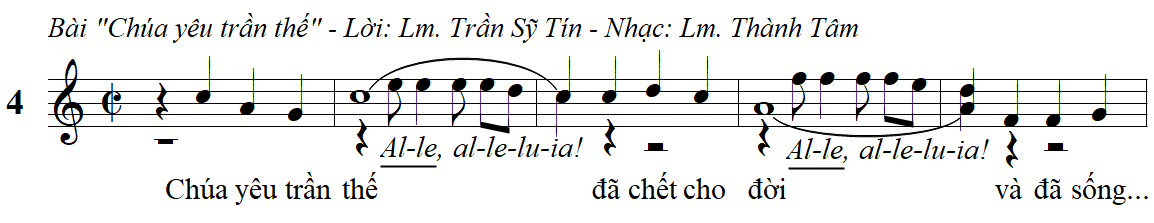 Bài "Chúa yêu trần thế" - Lời: Lm. Trần Sỹ Tín - Nhạc: Lm. Thành Tâm
4
Al-le, al-le-lu-ia! Al-le, al-le-lu-ia!
Chúa yêu trần thế đã chết cho đời và đã sống...